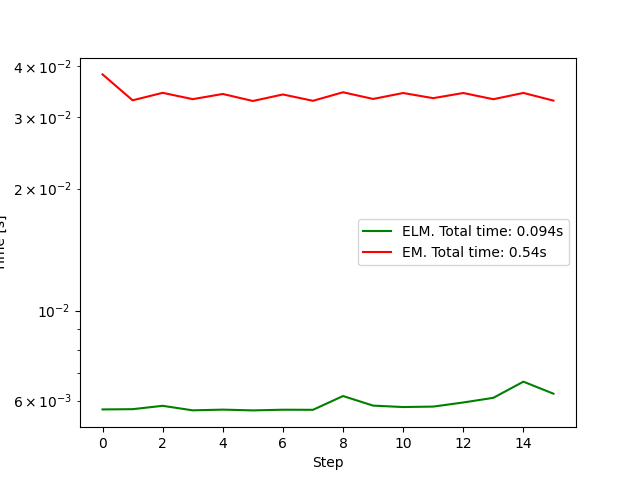 4 × 10⁻²
3 × 10⁻²
2 × 10⁻²
10⁻²
6 × 10⁻³
ELM. Total time: 0.094s
EM. Total time: 0.54s
0 2 4 6 8 10 12 14
Step